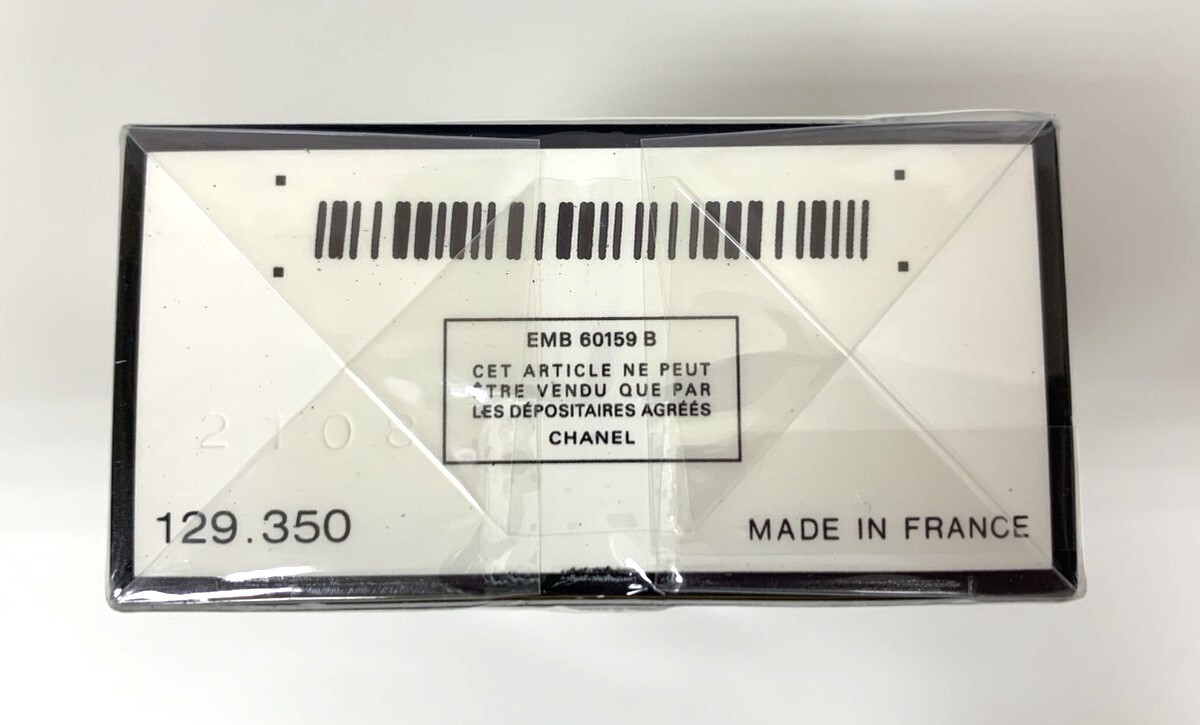 EMB 60159 B
CET ARTICLE NE PEUT
ÊTRE VENDU QUE PAR
LES DÉPOSITAIRES AGRÉÉS
CHANEL
2108
129.350
MADE IN FRANCE